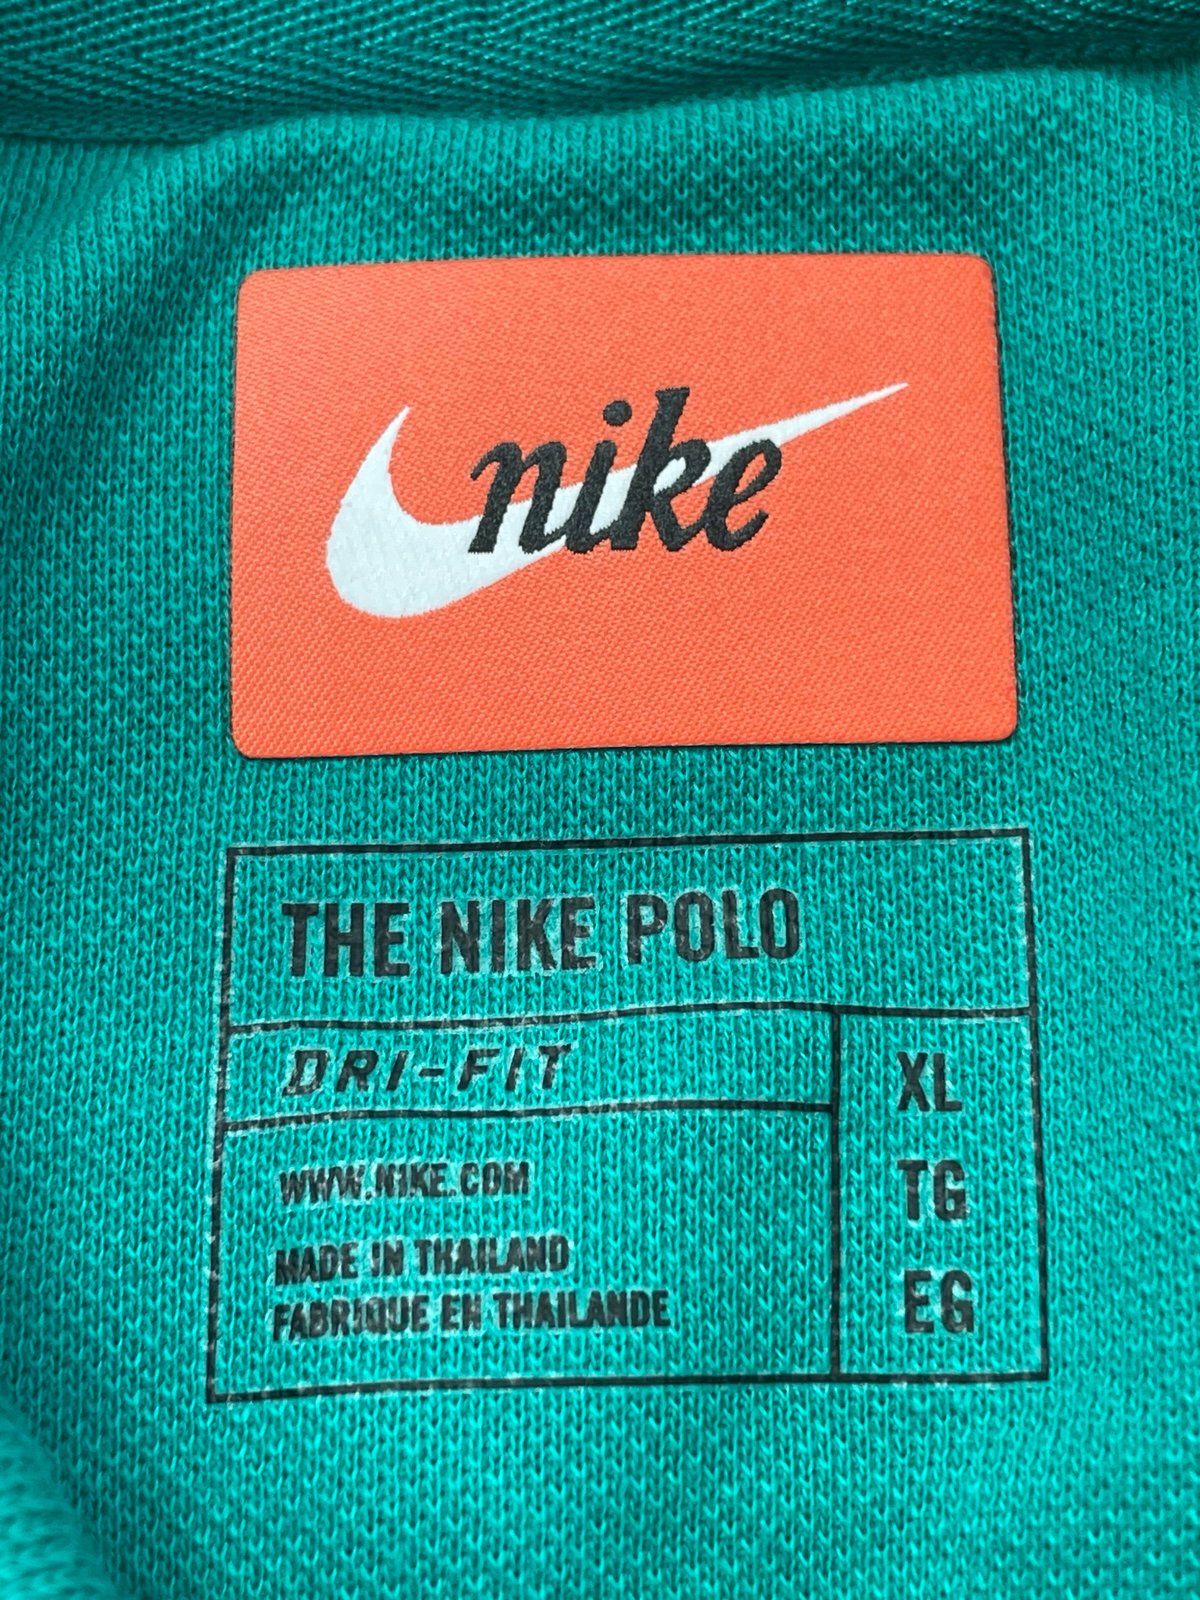 nike
THE NIKE POLO
DRI-FIT
XL
TG
EG
WWW.NIKE.COM
MADE IN THAILAND
FABRIQUE EN THAILANDE